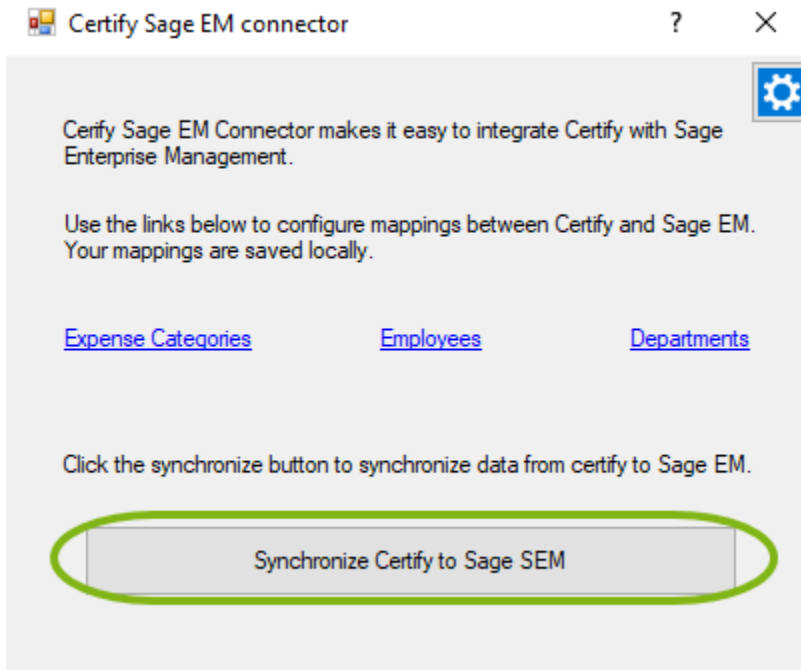 Certify Sage EM connector
?
Cerify Sage EM Connector makes it easy to integrate Certify with Sage
Enterprise Management.
Use the links below to configure mappings between Certify and Sage EM.
Your mappings are saved locally.
Expense Categories Employees Departments
Click the synchronize button to synchronize data from certify to Sage EM.
Synchronize Certify to Sage SEM